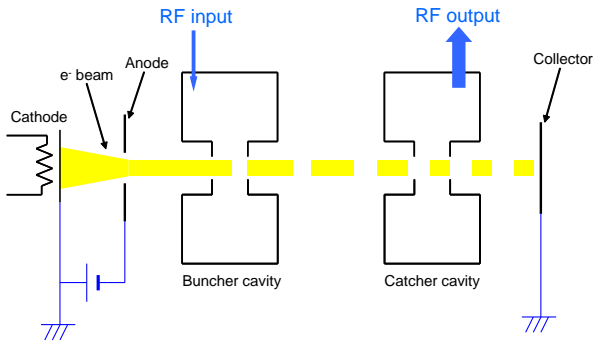 RF input
RF output
Anode
Collector
e- beam
Cathode
Buncher cavity
Catcher cavity